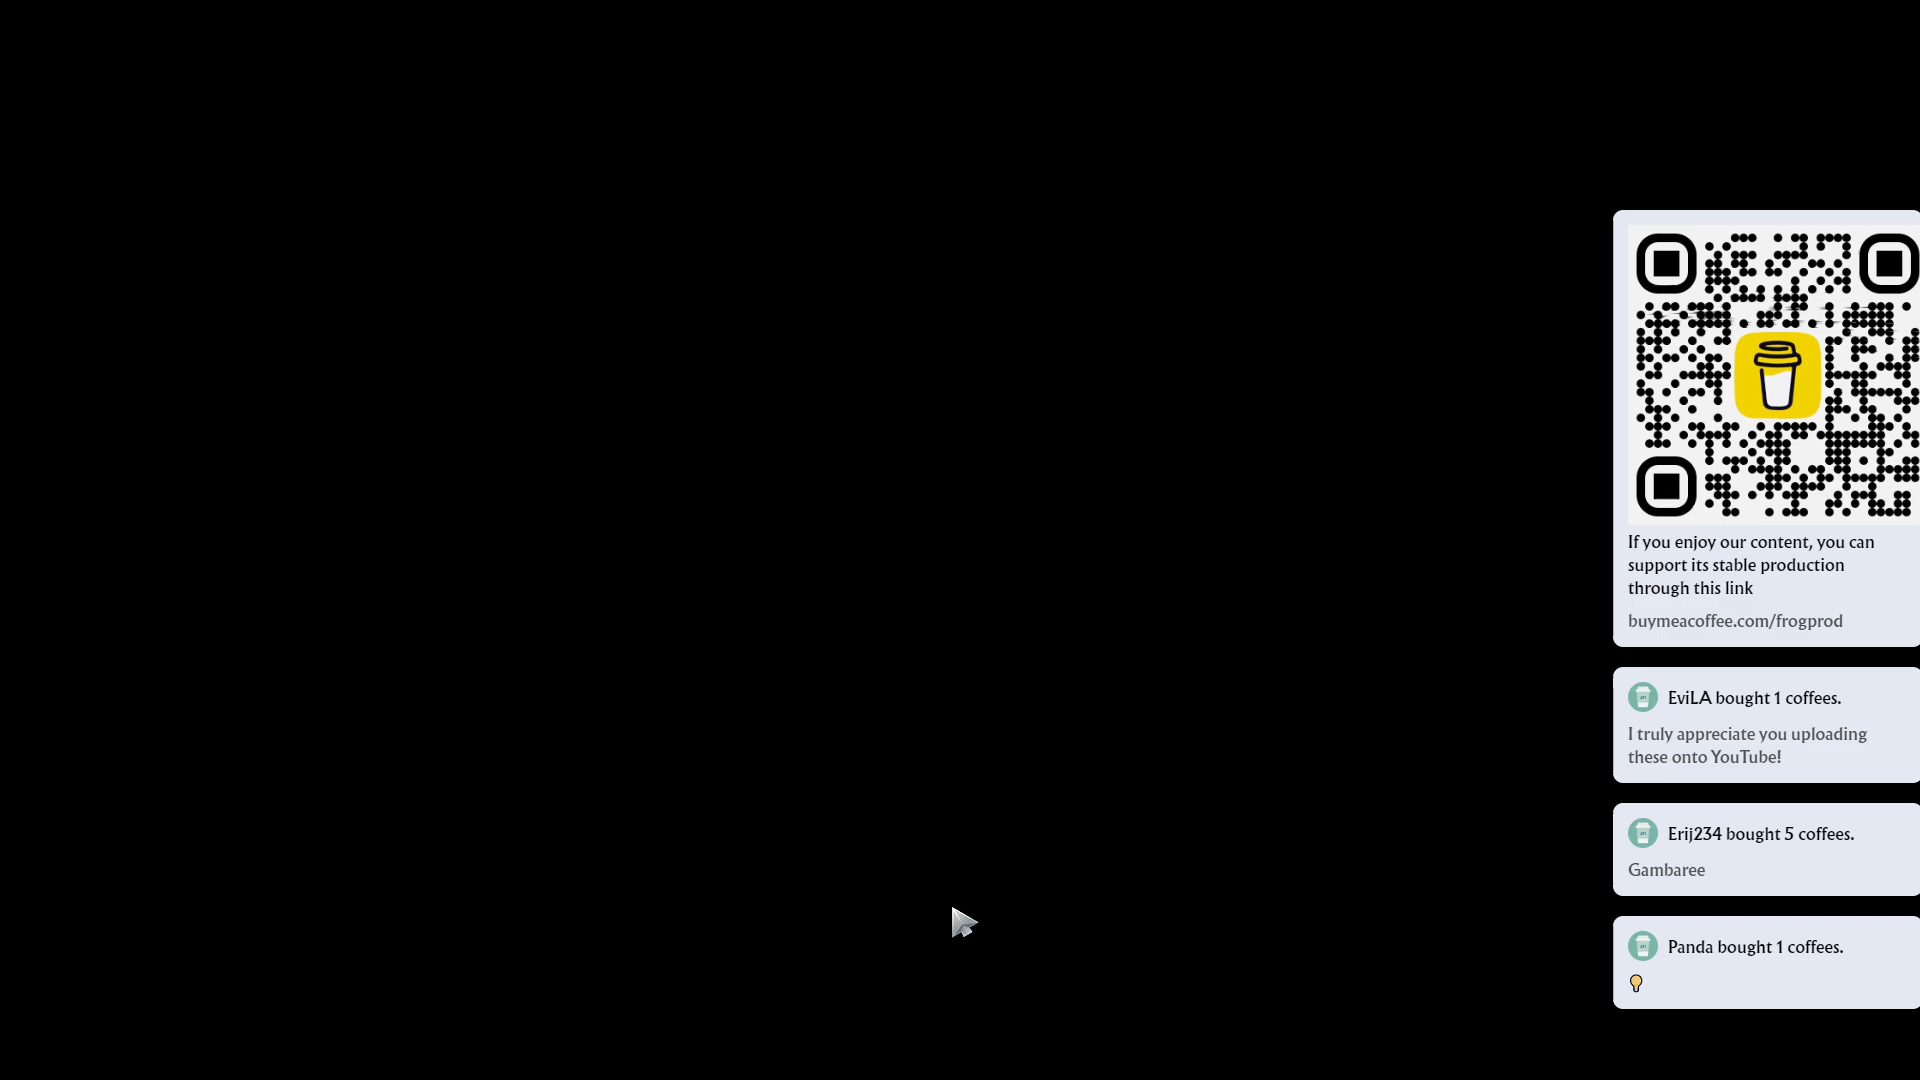 If you enjoy our content, you can
support its stable production
through this link
buymeacoffee.com/frogprod
EviLA bought 1 coffees.
I truly appreciate you uploading
these onto YouTube!
Erij234 bought 5 coffees.
Gambaree
Panda bought 1 coffees.